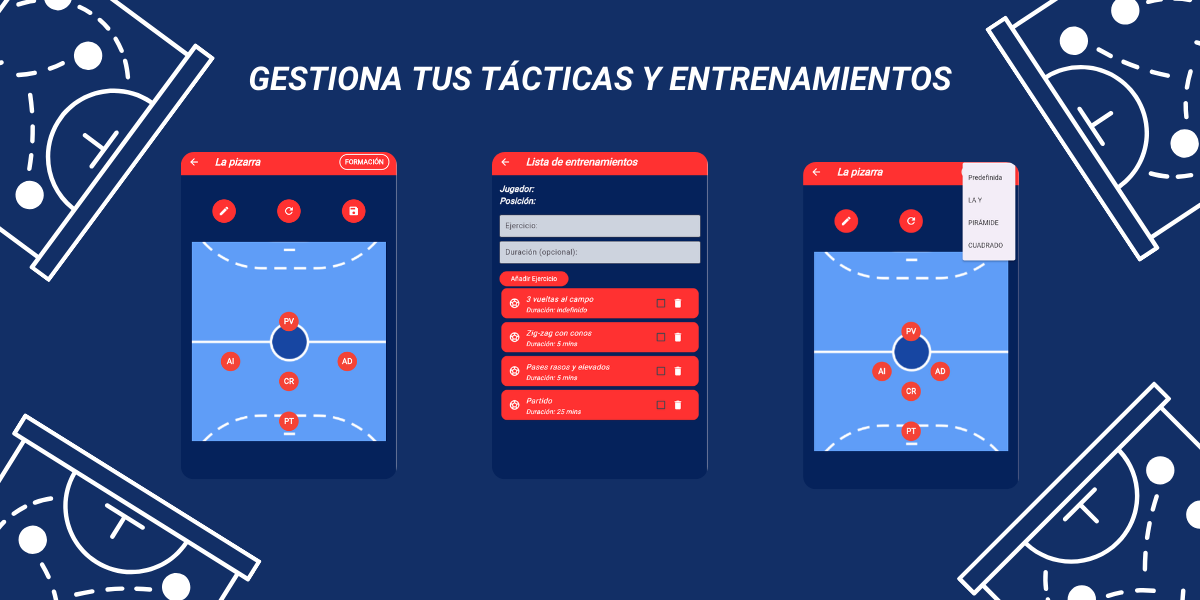 GESTIONA TUS TÁCTICAS Y ENTRENAMIENTOS
La pizarra
FORMACIÓN
PV
AI
AD
CR
PT
Lista de entrenamientos
Jugador:
Posición:
Ejercicio:
Duración (opcional):
Añadir Ejercicio
3 vueltas al campo
Duración: Indefinido
Zig-zag con conos
Duración: 5 mins
Pases rasos y elevados
Duración: 5 mins
Partido
Duración: 25 mins
La pizarra
Predefinida
LA Y
PIRÁMIDE
CUADRADO
PV
AI
AD
CR
PT